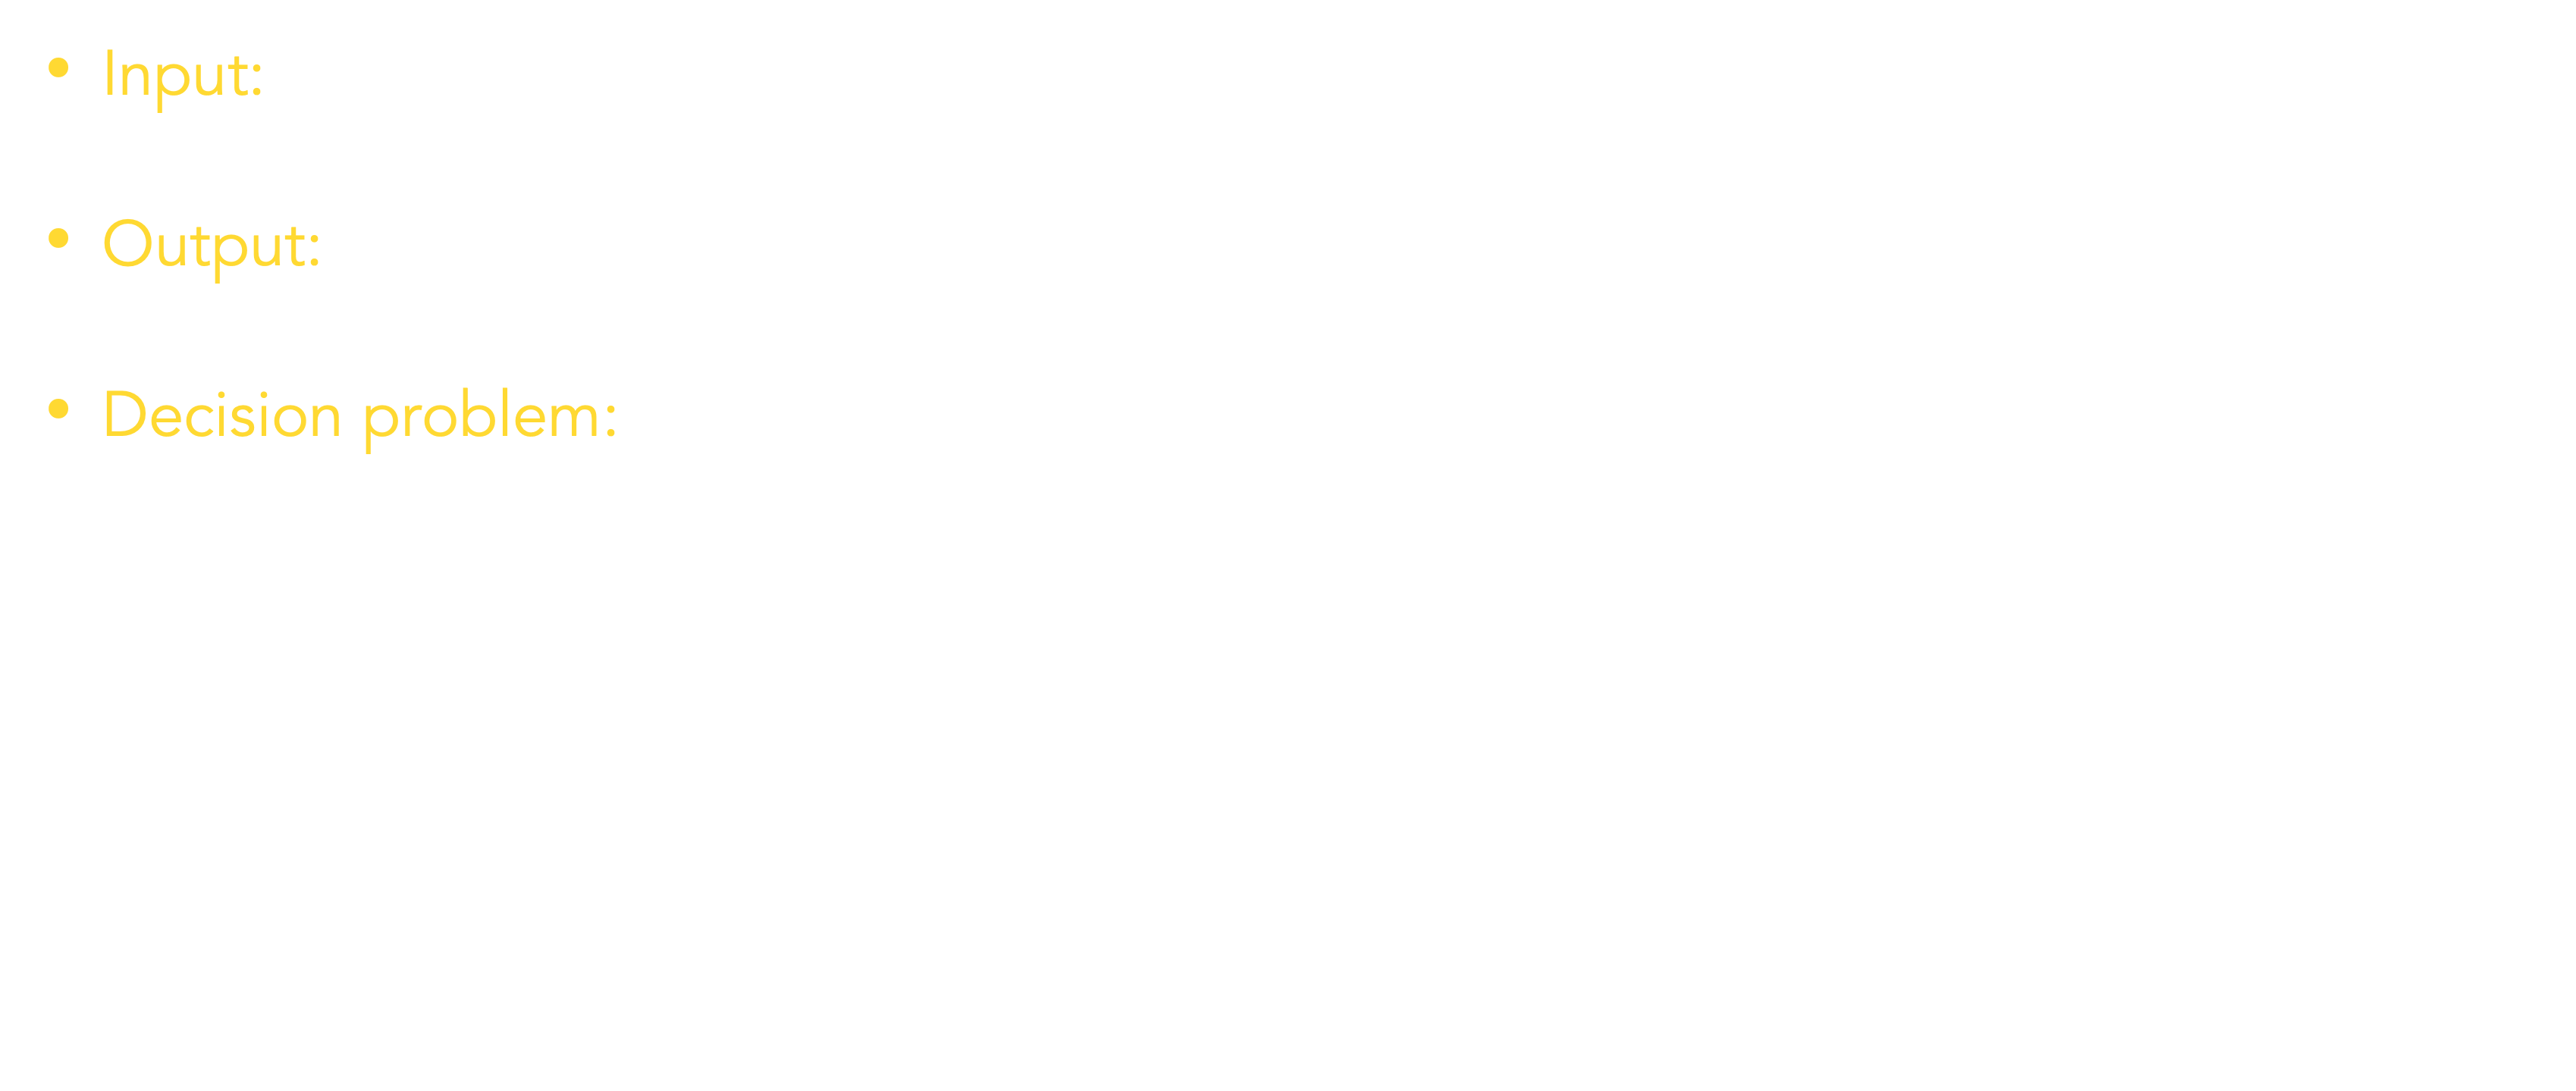 • Input:
• Output:
• Decision problem: